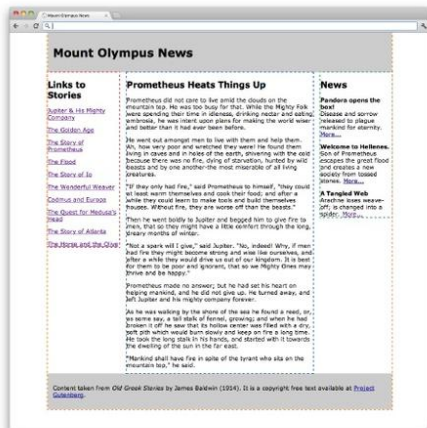 Mount Olympus News
Mount Olympus News
Links to
Stories
Jupiter & His Mighty
Company
The Golden Age
The Story of
Prometheus
The Flood
The Story of Io
The Wonderful Weaver
Cadmus and Europe
The Quest for Medusa's
Head
The Story of Atlanta
The Horse and the Olive
Prometheus Heats Things Up
Prometheus did not care to live amid the clouds on the
mountain top. He was too busy for that. While the Mighty Folk
were spending their time in idleness, drinking nectar and eating
ambrosia, he was intent upon plans for making the world wiser
and better than it had ever been before.
He went amongst men to live with them and help them.
Ah, how very poor and wretched they were! He found them
living in caves and in holes of the earth, shivering with the cold
because there was no fire, dying of starvation, hunted by wild
beasts and by one another-the most miserable of all living
creatures.
"If they only had fire," said Prometheus to himself, "they could
at least warm themselves and cook their food; and after a
while they could learn to make tools and build themselves
houses. Without fire, they are worse off than the beasts."
Then he went boldly to Jupiter and begged him to give fire to
men, that so they might have a little comfort through the long,
dreary months of winter.
"Not a spark will I give," said Jupiter. "No, indeed! Why, if men
had fire they might become strong and wise like ourselves, and
after a while they would drive us out of our kingdom. It is best
for them to be poor and ignorant, that so we Mighty Ones may
thrive and be happy."
Prometheus made no answer; but he had set his heart on
helping mankind, and he did not give up. He turned away, and
left Jupiter and his mighty company forever.
As he was walking by the shore of the sea he found a reed, or,
as some say, a tall stalk of fennel, growing; and when he had
broken it off he saw that its hollow center was filled with a dry,
soft pith which would burn slowly and keep on fire a long time.
He took the long stalk in his hands, and started with it towards
the dwelling of the sun in the far east.
"Mankind shall have fire in spite of the tyrant who sits on the
mountain top," he said.
News
Pandora opens the
box!
Disease and sorrow
released to plague
mankind for eternity.
More...
Welcome to Hellenes.
Son of Prometheus
escapes the great flood
and creates a new
society from tossed
stones. More...
A Tangled Web
Arachne loses weave-
off; is changed into a
spider. More...
Content taken from Old Greek Stories by James Baldwin (1914). It is a copyright free text available at Project
Gutenberg.